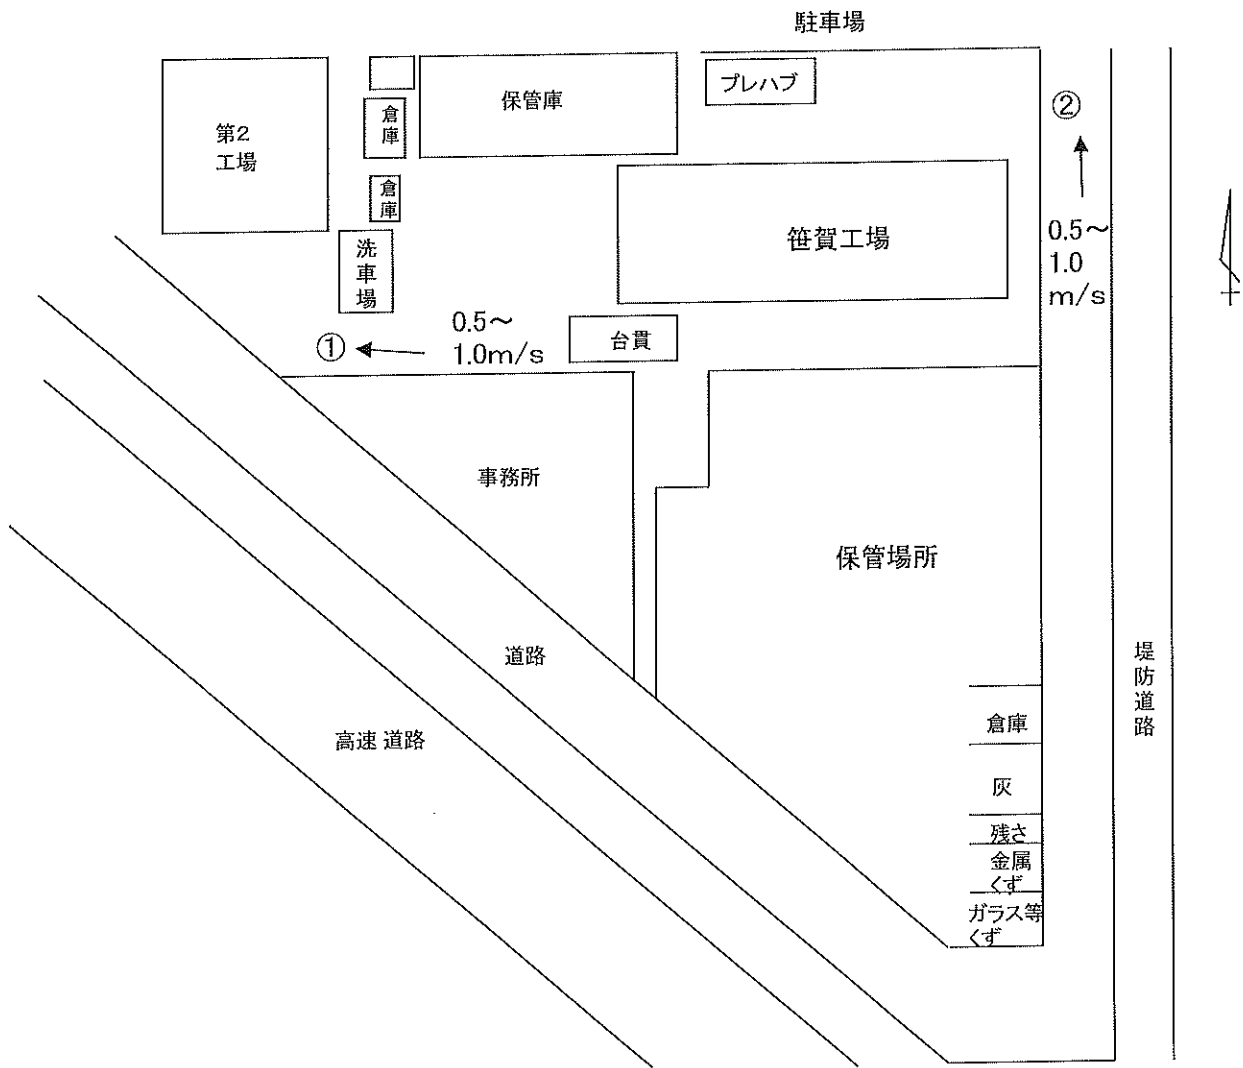 駐車場
プレハブ
保管庫
倉庫
第2
工場
②
倉庫
笹賀工場
洗車場
0.5～
1.0
m/s
0.5～
1.0m/s
①
台貫
事務所
保管場所
道路
堤防道路
高速 道路
倉庫
灰
残さ
金属
くず
ガラス等
くず